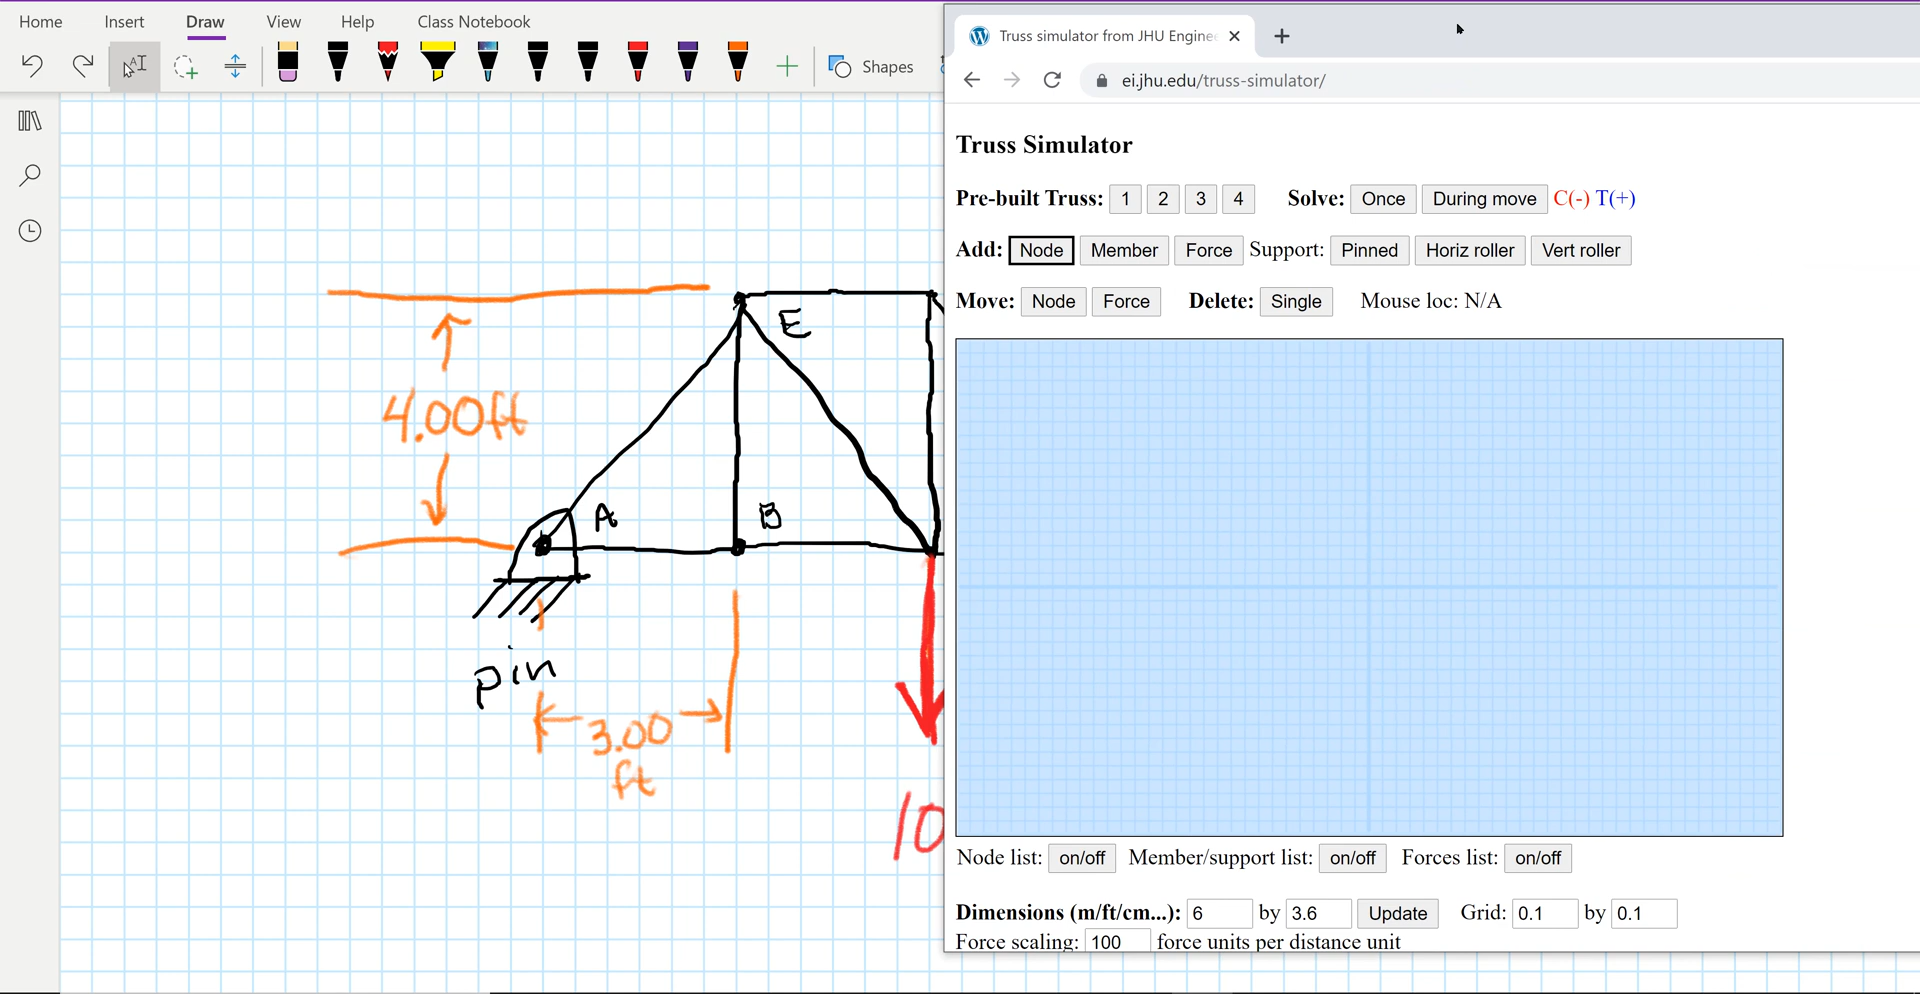 Home Insert Draw View Help Class Notebook
Shapes
Truss simulator from JHU Engine
ei.jhu.edu/truss-simulator/
Truss Simulator
Pre-built Truss: 1 2 3 4 Solve: Once During move C(-) T(+)
Add: Node Member Force Support: Pinned Horiz roller Vert roller
Move: Node Force Delete: Single Mouse loc: N/A
E
4.00ft
A
B
pin
3.00
ft
10
Node list: on/off Member/support list: on/off Forces list: on/off
Dimensions (m/ft/cm...): 6 by 3.6 Update Grid: 0.1 by 0.1
Force scaling: 100 force units per distance unit